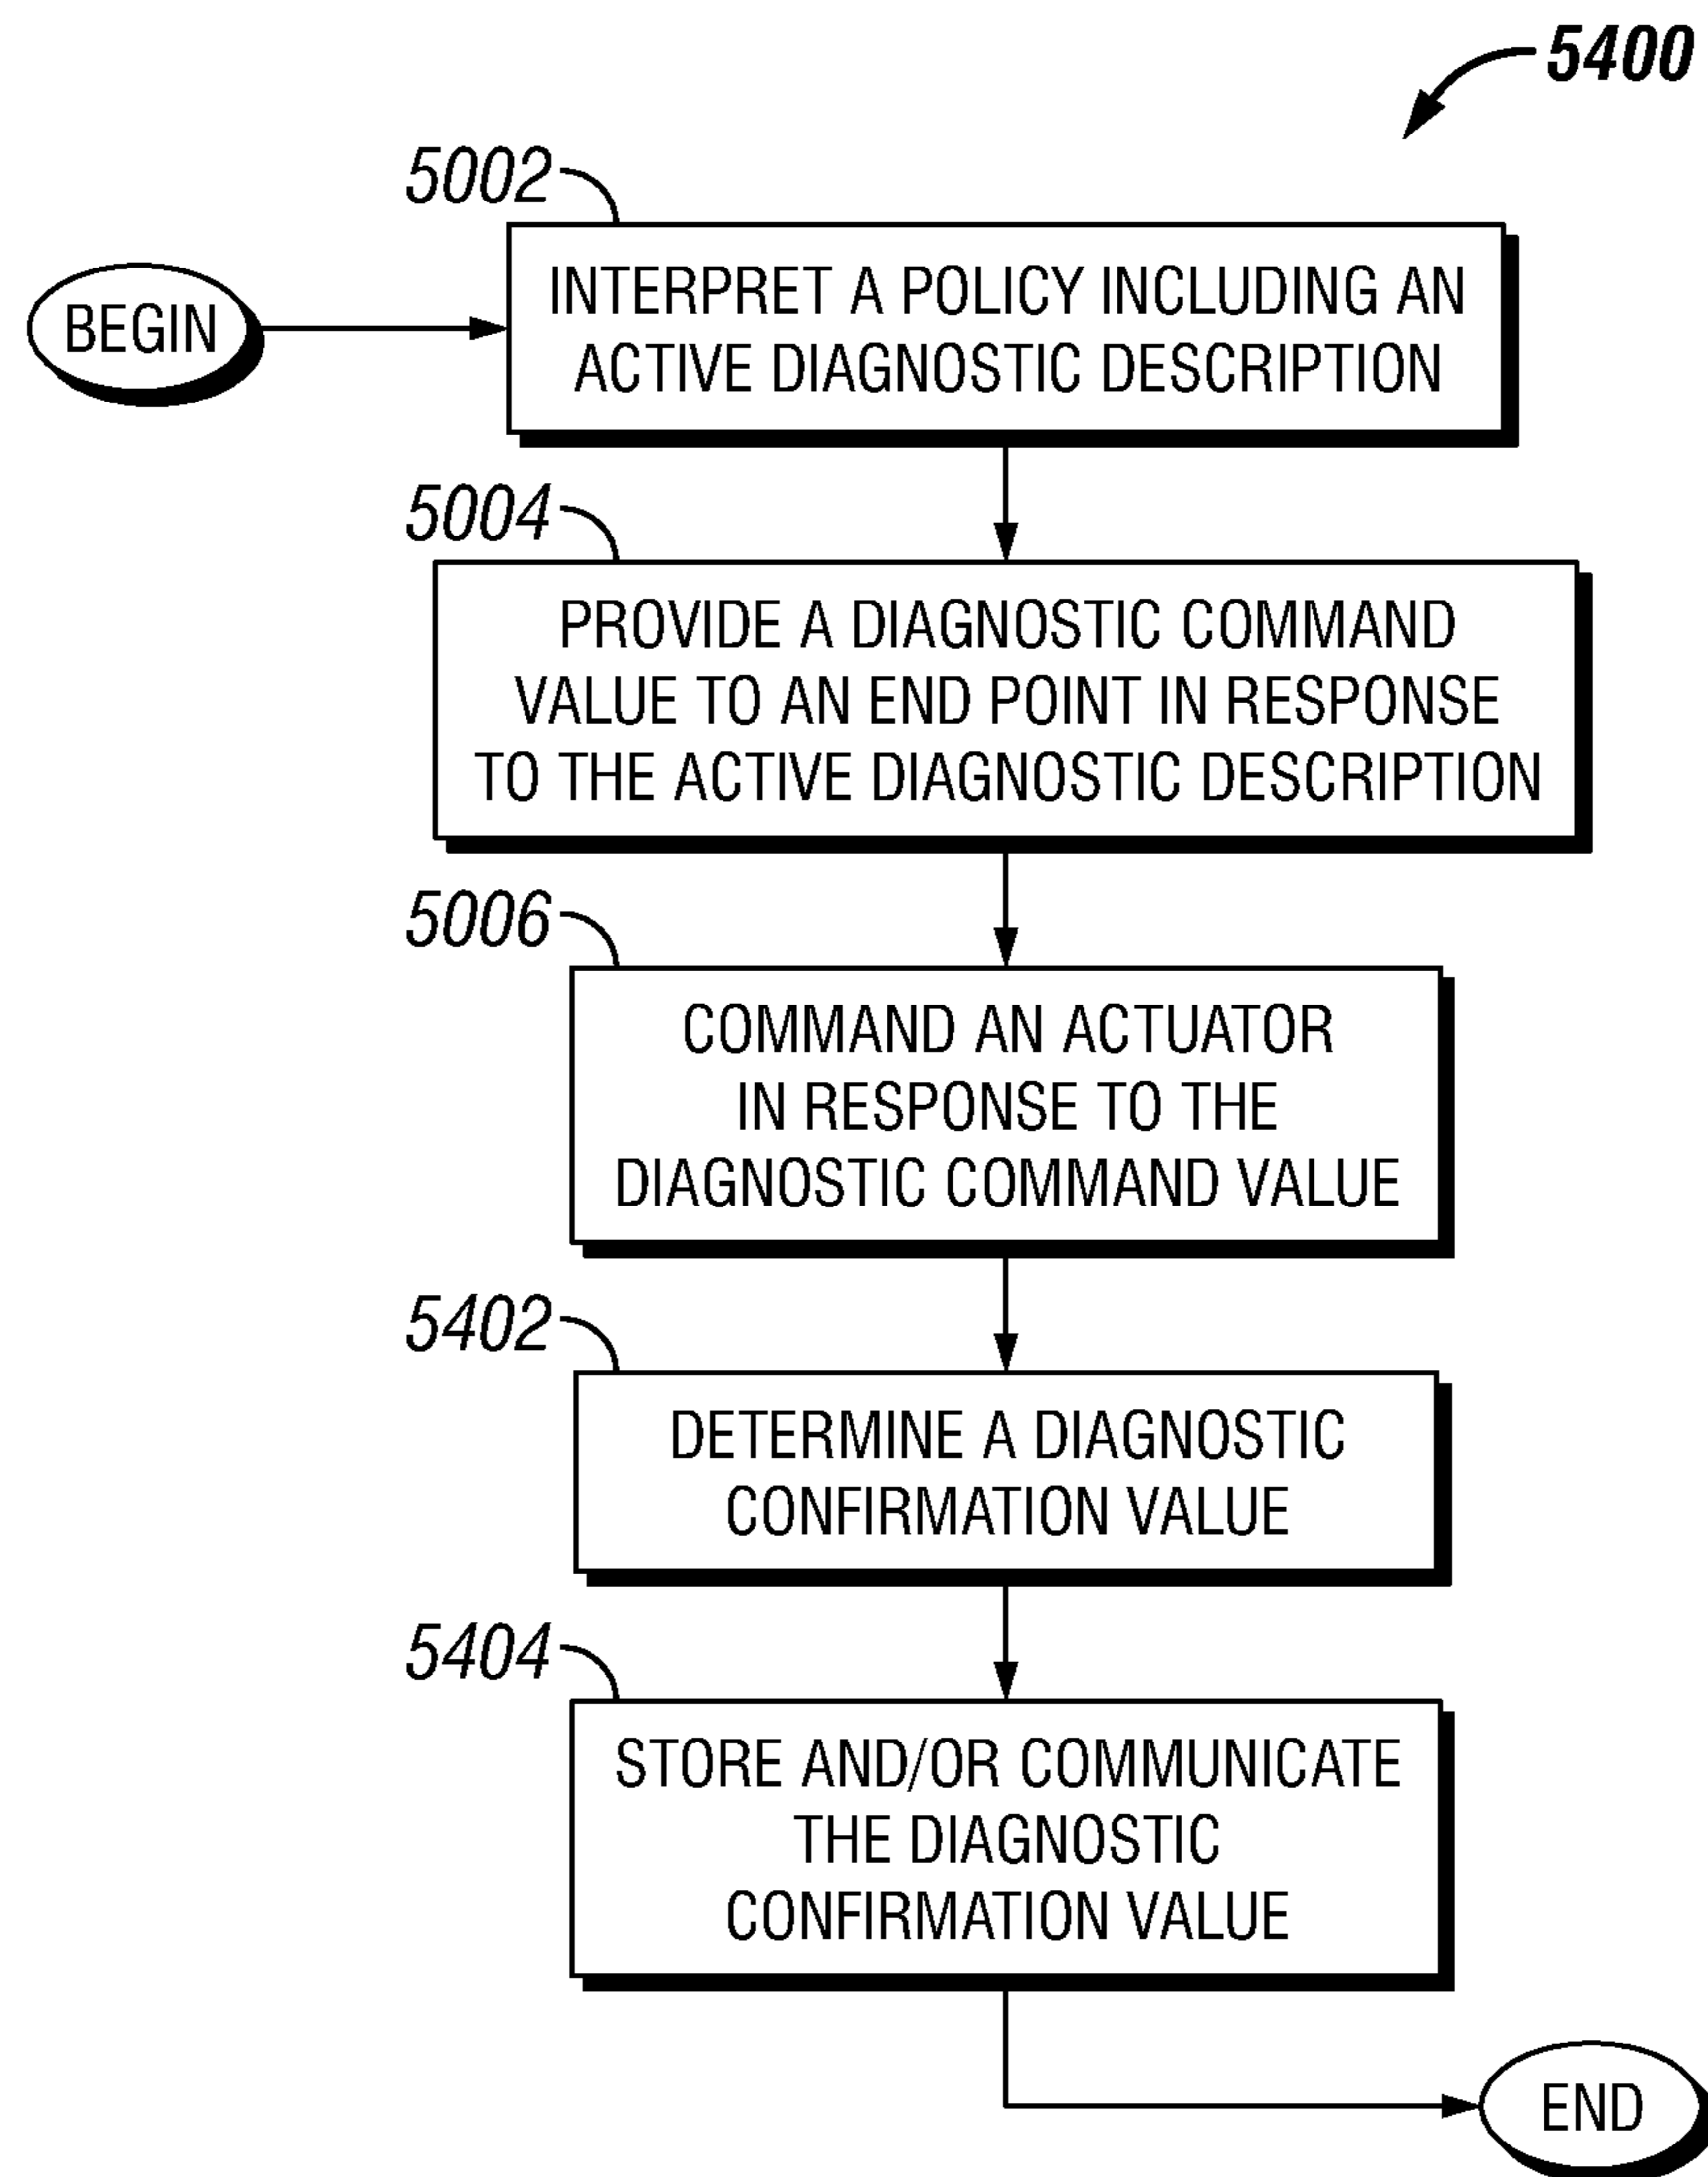 5400
5002
BEGIN
INTERPRET A POLICY INCLUDING AN
ACTIVE DIAGNOSTIC DESCRIPTION
5004
PROVIDE A DIAGNOSTIC COMMAND
VALUE TO AN END POINT IN RESPONSE
TO THE ACTIVE DIAGNOSTIC DESCRIPTION
5006
COMMAND AN ACTUATOR
IN RESPONSE TO THE
DIAGNOSTIC COMMAND VALUE
5402
DETERMINE A DIAGNOSTIC
CONFIRMATION VALUE
5404
STORE AND/OR COMMUNICATE
THE DIAGNOSTIC
CONFIRMATION VALUE
END